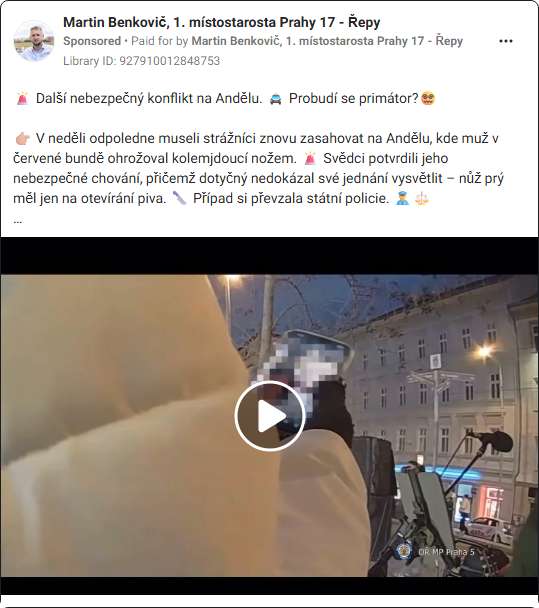 Martin Benkovič, 1. místostarosta Prahy 17 - Řepy
Sponsored • Paid for by Martin Benkovič, 1. místostarosta Prahy 17 - Řepy
Library ID: 927910012848753
🚨 Další nebezpečný konflikt na Andělu. 🚔 Probudí se primátor?🥸
👉🏼 V neděli odpoledne museli strážníci znovu zasahovat na Andělu, kde muž v
červené bundě ohrožoval kolemjdoucí nožem. 🚨 Svědci potvrdili jeho
nebezpečné chování, přičemž dotyčný nedokázal své jednání vysvětlit – nůž prý
měl jen na otevírání piva. 🔪 Případ si převzala státní policie. 👮🏼‍♂️ ⚖️
...
OŘ MP Praha 5